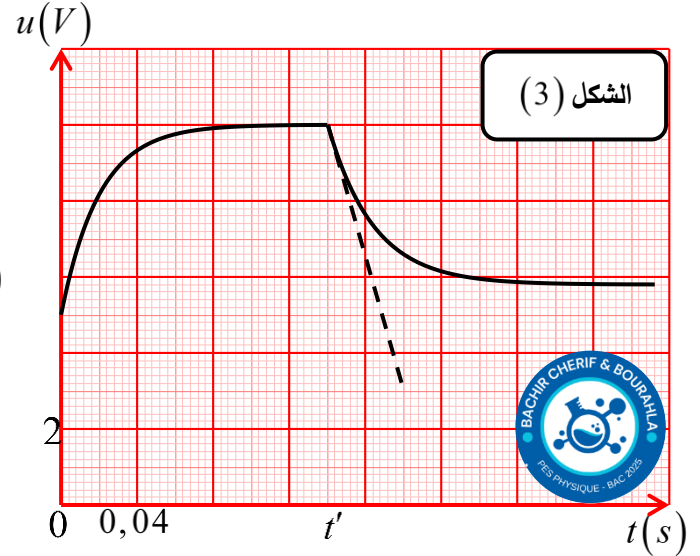 u(V)
الشكل (3)
)
2
0 0,04 t′ t(s)
BACHIR CHERIF & BOURAHLA
PES PHYSIQUE - BAC 2025